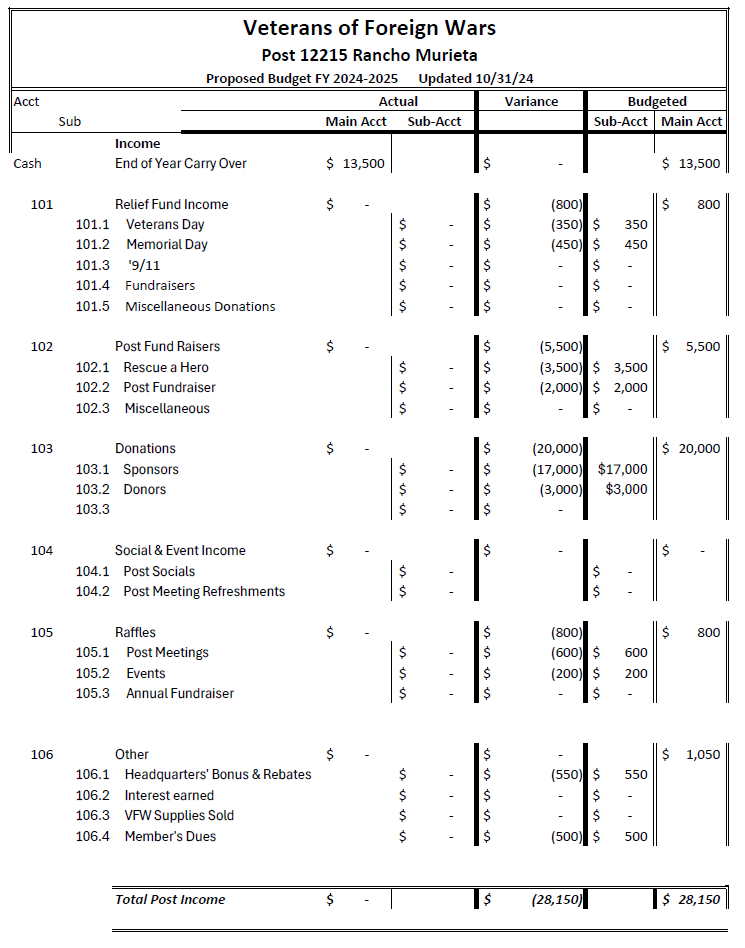 Veterans of Foreign Wars
Post 12215 Rancho Murieta
Proposed Budget FY 2024-2025 Updated 10/31/24
Acct Actual Variance Budgeted
Sub Main Acct Sub-Acct Sub-Acct Main Acct
Income
Cash End of Year Carry Over $ 13,500 $ - $ 13,500
101 Relief Fund Income $ - $ (800) $ 800
101.1 Veterans Day $ - $ (350) $ 350
101.2 Memorial Day $ - $ (450) $ 450
101.3 '9/11 $ - $ - $ -
101.4 Fundraisers $ - $ - $ -
101.5 Miscellaneous Donations $ - $ - $ -
102 Post Fund Raisers $ - $ (5,500) $ 5,500
102.1 Rescue a Hero $ - $ (3,500) $ 3,500
102.2 Post Fundraiser $ - $ (2,000) $ 2,000
102.3 Miscellaneous $ - $ - $ -
103 Donations $ - $ (20,000) $ 20,000
103.1 Sponsors $ - $ (17,000) $17,000
103.2 Donors $ - $ (3,000) $3,000
103.3 $ - $ -
104 Social & Event Income $ - $ - $ -
104.1 Post Socials $ - $ -
104.2 Post Meeting Refreshments $ - $ -
105 Raffles $ - $ (800) $ 800
105.1 Post Meetings $ - $ (600) $ 600
105.2 Events $ - $ (200) $ 200
105.3 Annual Fundraiser $ - $ - $ -
106 Other $ - $ - $ 1,050
106.1 Headquarters' Bonus & Rebates $ - $ (550) $ 550
106.2 Interest earned $ - $ - $ -
106.3 VFW Supplies Sold $ - $ - $ -
106.4 Member's Dues $ - $ (500) $ 500
Total Post Income $ - $ (28,150) $ 28,150